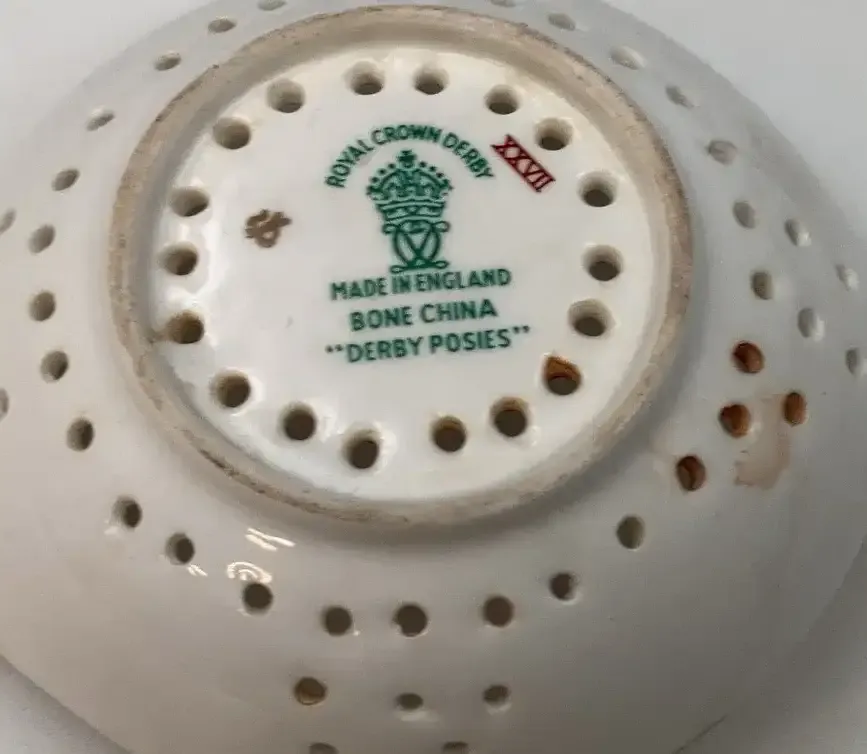 ROYAL CROWN DERBY
XXVII
MADE IN ENGLAND
BONE CHINA
“DERBY POSIES”